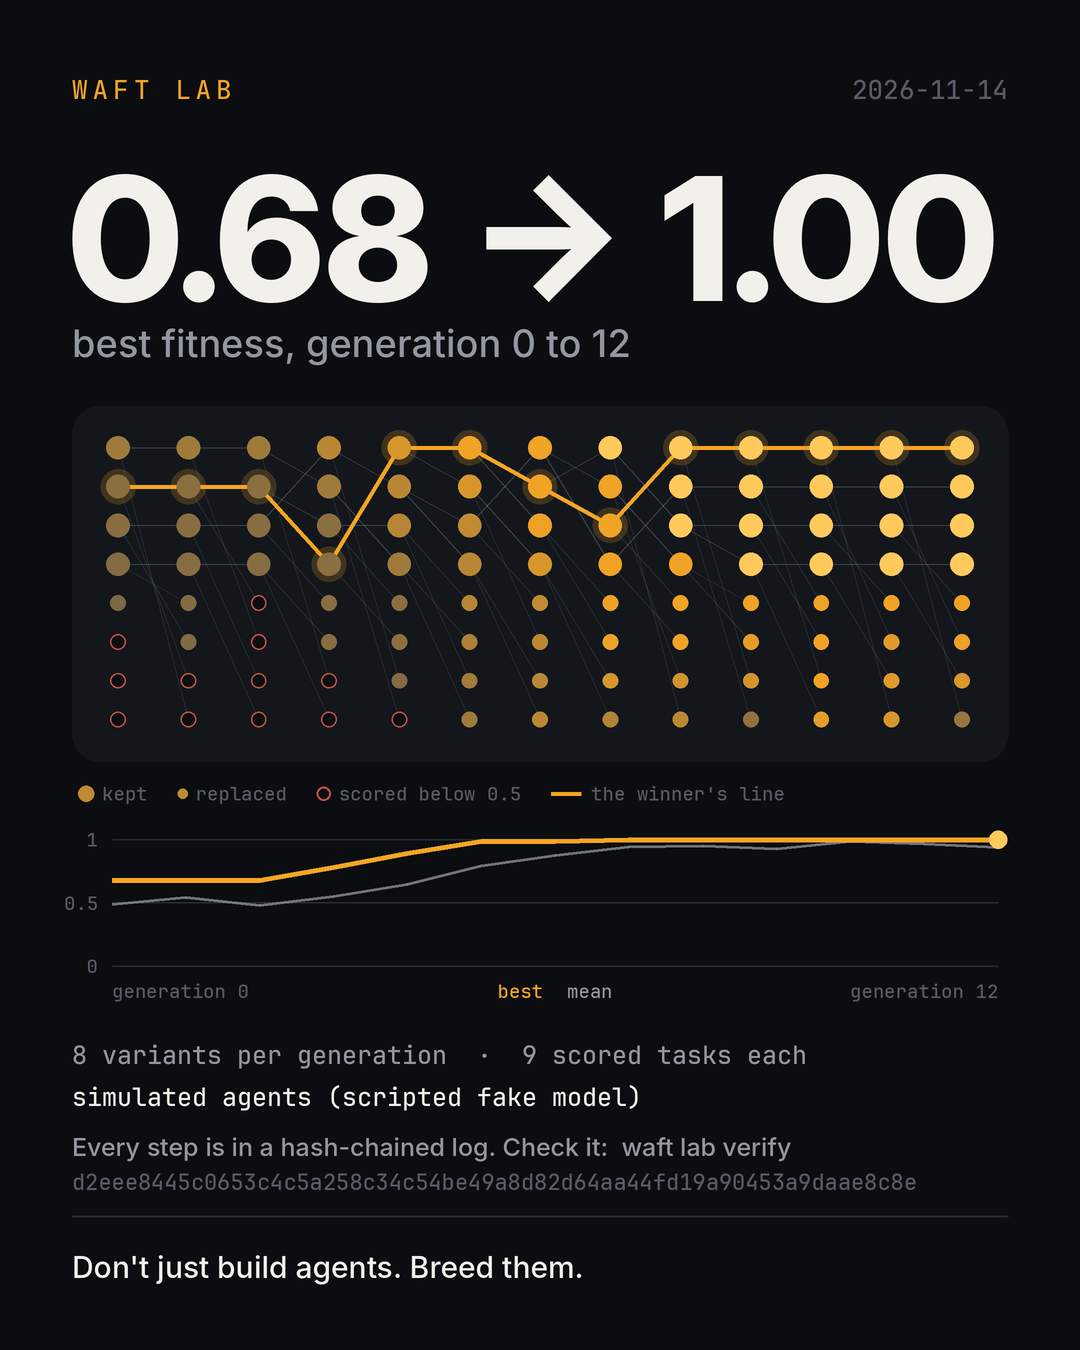 WAFT LAB
2026-11-14
0.68 → 1.00
best fitness, generation 0 to 12
kept
replaced
scored below 0.5
the winner's line
1
0.5
0
generation 0
best
mean
generation 12
8 variants per generation · 9 scored tasks each
simulated agents (scripted fake model)
Every step is in a hash-chained log. Check it: waft lab verify
d2eee8445c0653c4c5a258c34c54be49a8d82d64aa44fd19a90453a9daae8c8e
Don't just build agents. Breed them.